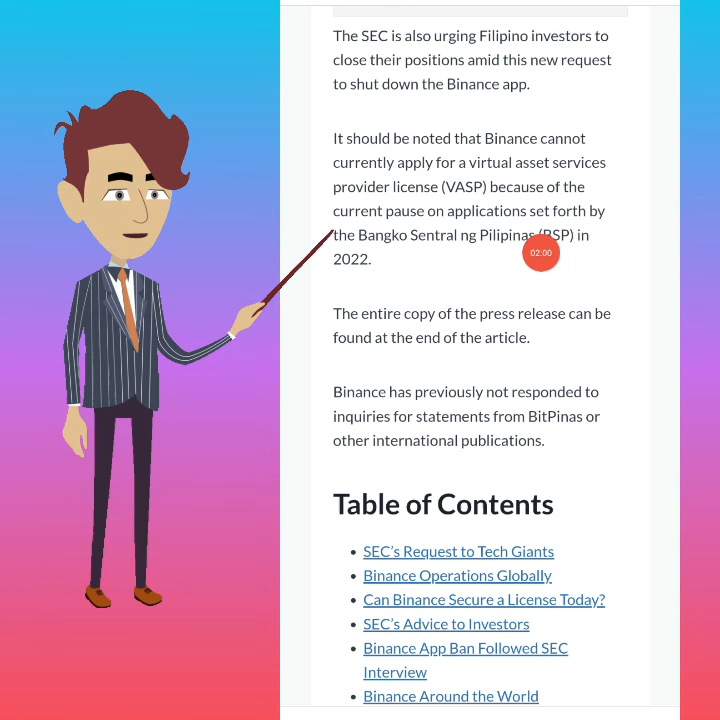 The SEC is also urging Filipino investors to
close their positions amid this new request
to shut down the Binance app.
It should be noted that Binance cannot
currently apply for a virtual asset services
provider license (VASP) because of the
current pause on applications set forth by
the Bangko Sentral ng Pilipinas (BSP) in
2022.
02:00
The entire copy of the press release can be
found at the end of the article.
Binance has previously not responded to
inquiries for statements from BitPinas or
other international publications.
Table of Contents
• SEC’s Request to Tech Giants
• Binance Operations Globally
• Can Binance Secure a License Today?
• SEC’s Advice to Investors
• Binance App Ban Followed SEC
Interview
• Binance Around the World